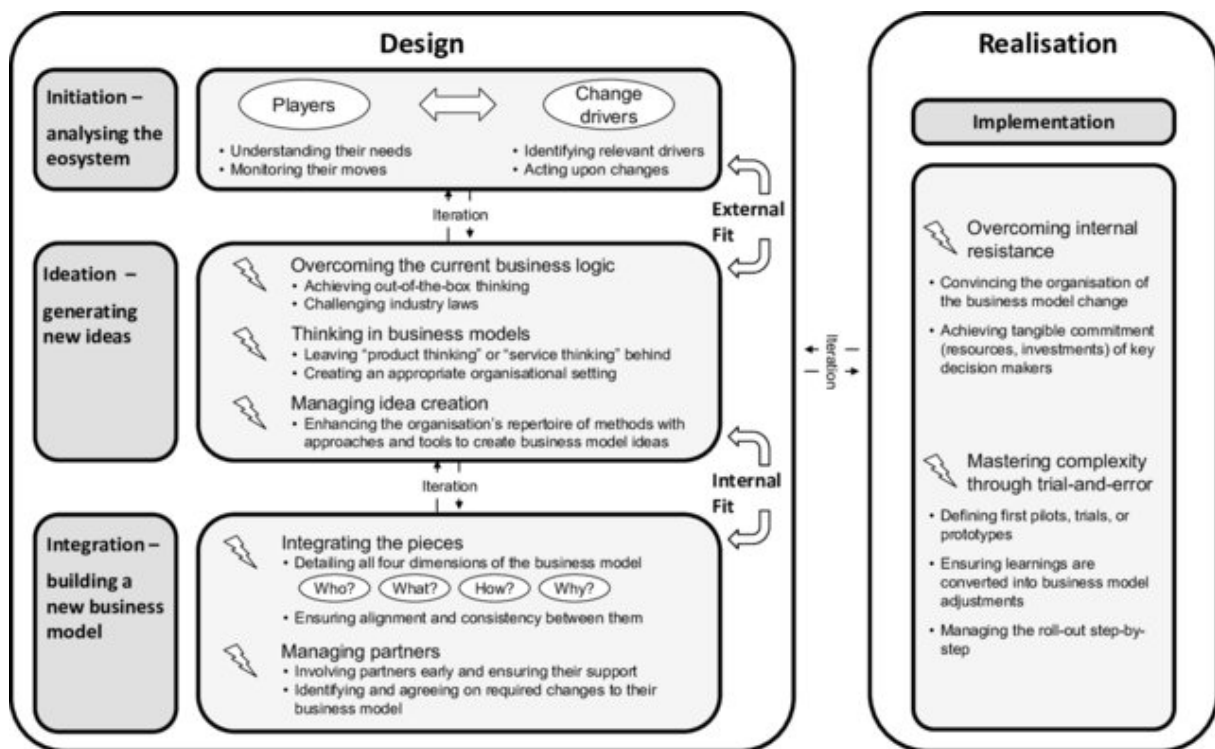 Design
Initiation –
analysing the
eosystem
Players
Change
drivers
• Understanding their needs
• Monitoring their moves
• Identifying relevant drivers
• Acting upon changes
Iteration
External
Fit
Ideation –
generating
new ideas
Overcoming the current business logic
• Achieving out-of-the-box thinking
• Challenging industry laws
Thinking in business models
• Leaving “product thinking” or “service thinking” behind
• Creating an appropriate organisational setting
Managing idea creation
• Enhancing the organisation’s repertoire of methods with
approaches and tools to create business model ideas
Iteration
Internal
Fit
Integration –
building a
new business
model
Integrating the pieces
• Detailing all four dimensions of the business model
Who?
What?
How?
Why?
• Ensuring alignment and consistency between them
Managing partners
• Involving partners early and ensuring their support
• Identifying and agreeing on required changes to their
business model
Iteration
Realisation
Implementation
Overcoming internal
resistance
• Convincing the organisation of
the business model change
• Achieving tangible commitment
(resources, investments) of key
decision makers
Mastering complexity
through trial-and-error
• Defining first pilots, trials, or
prototypes
• Ensuring learnings are
converted into business model
adjustments
• Managing the roll-out step-by-
step